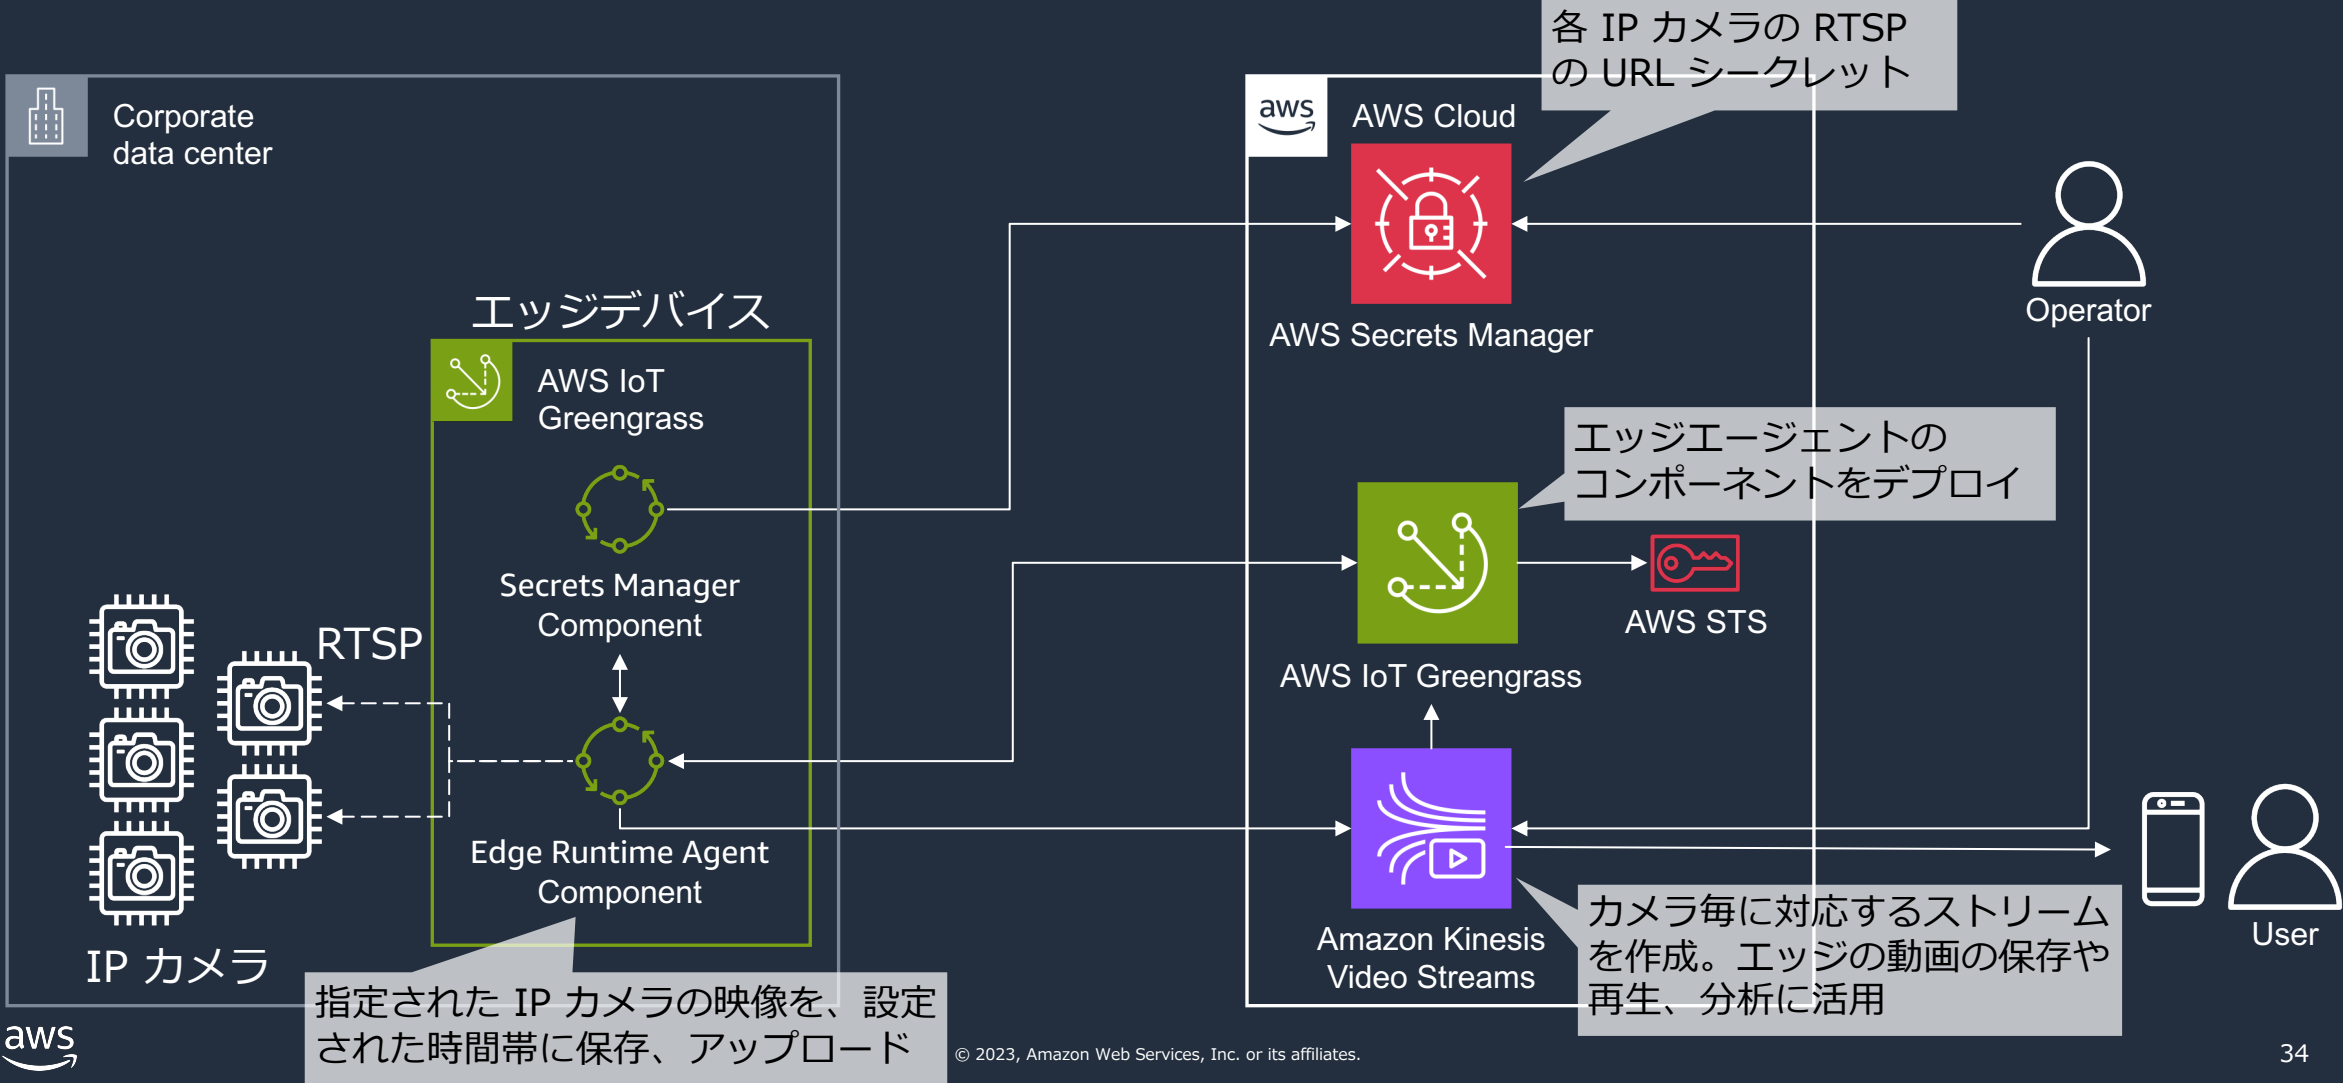 各 IP カメラの RTSP
の URL シークレット
Corporate
data center
aws
AWS Cloud
エッジデバイス
AWS IoT
Greengrass
AWS Secrets Manager
Operator
エッジエージェントの
コンポーネントをデプロイ
Secrets Manager
Component
RTSP
AWS STS
AWS IoT Greengrass
Edge Runtime Agent
Component
IP カメラ
Amazon Kinesis
Video Streams
カメラ毎に対応するストリーム
を作成。エッジの動画の保存や
再生、分析に活用
User
指定された IP カメラの映像を、設定
された時間帯に保存、アップロード
aws
© 2023, Amazon Web Services, Inc. or its affiliates.
34